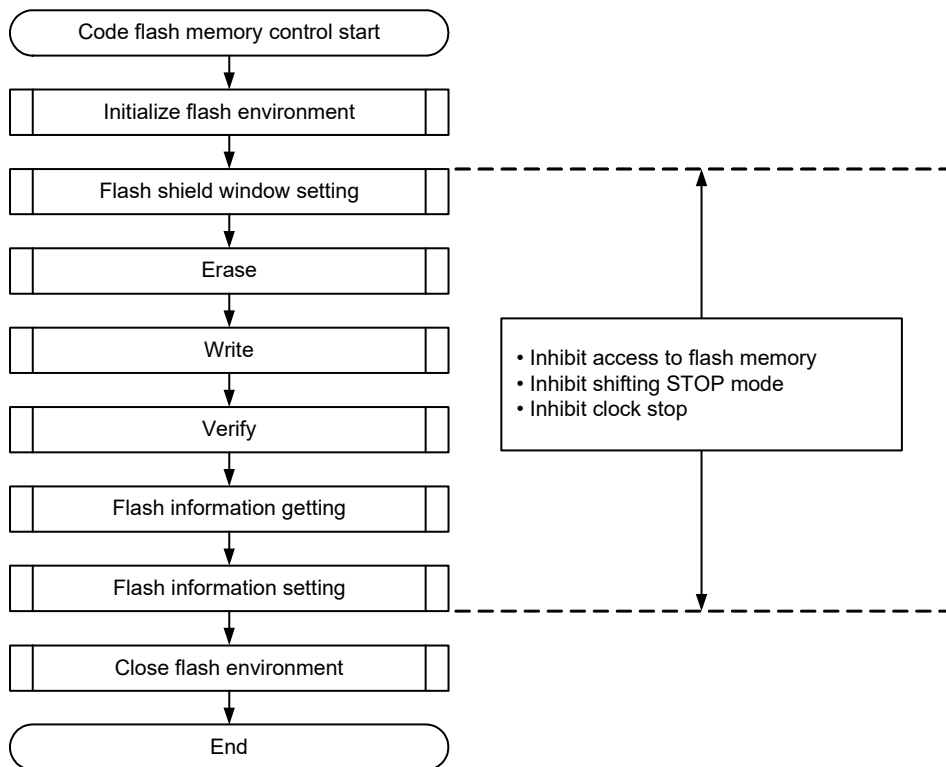 Code flash memory control start
Initialize flash environment
Flash shield window setting
Erase
Write
Verify
Flash information getting
Flash information setting
Close flash environment
End
• Inhibit access to flash memory
• Inhibit shifting STOP mode
• Inhibit clock stop